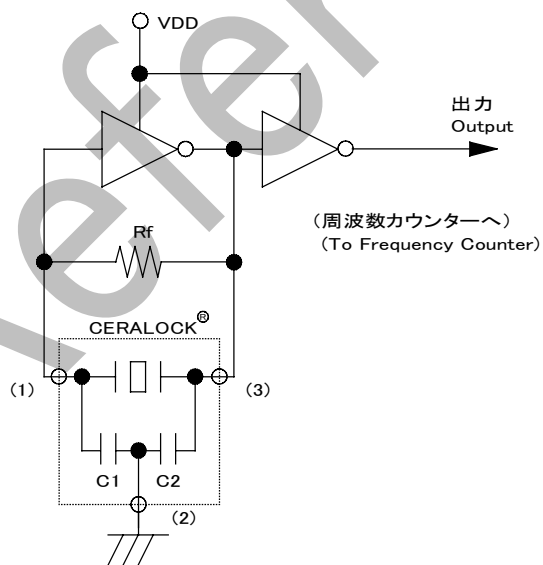 VDD
出力
Output
(周波数カウンターへ)
(To Frequency Counter)
Rf
CERALOCK®
(1)
(3)
C1
C2
(2)